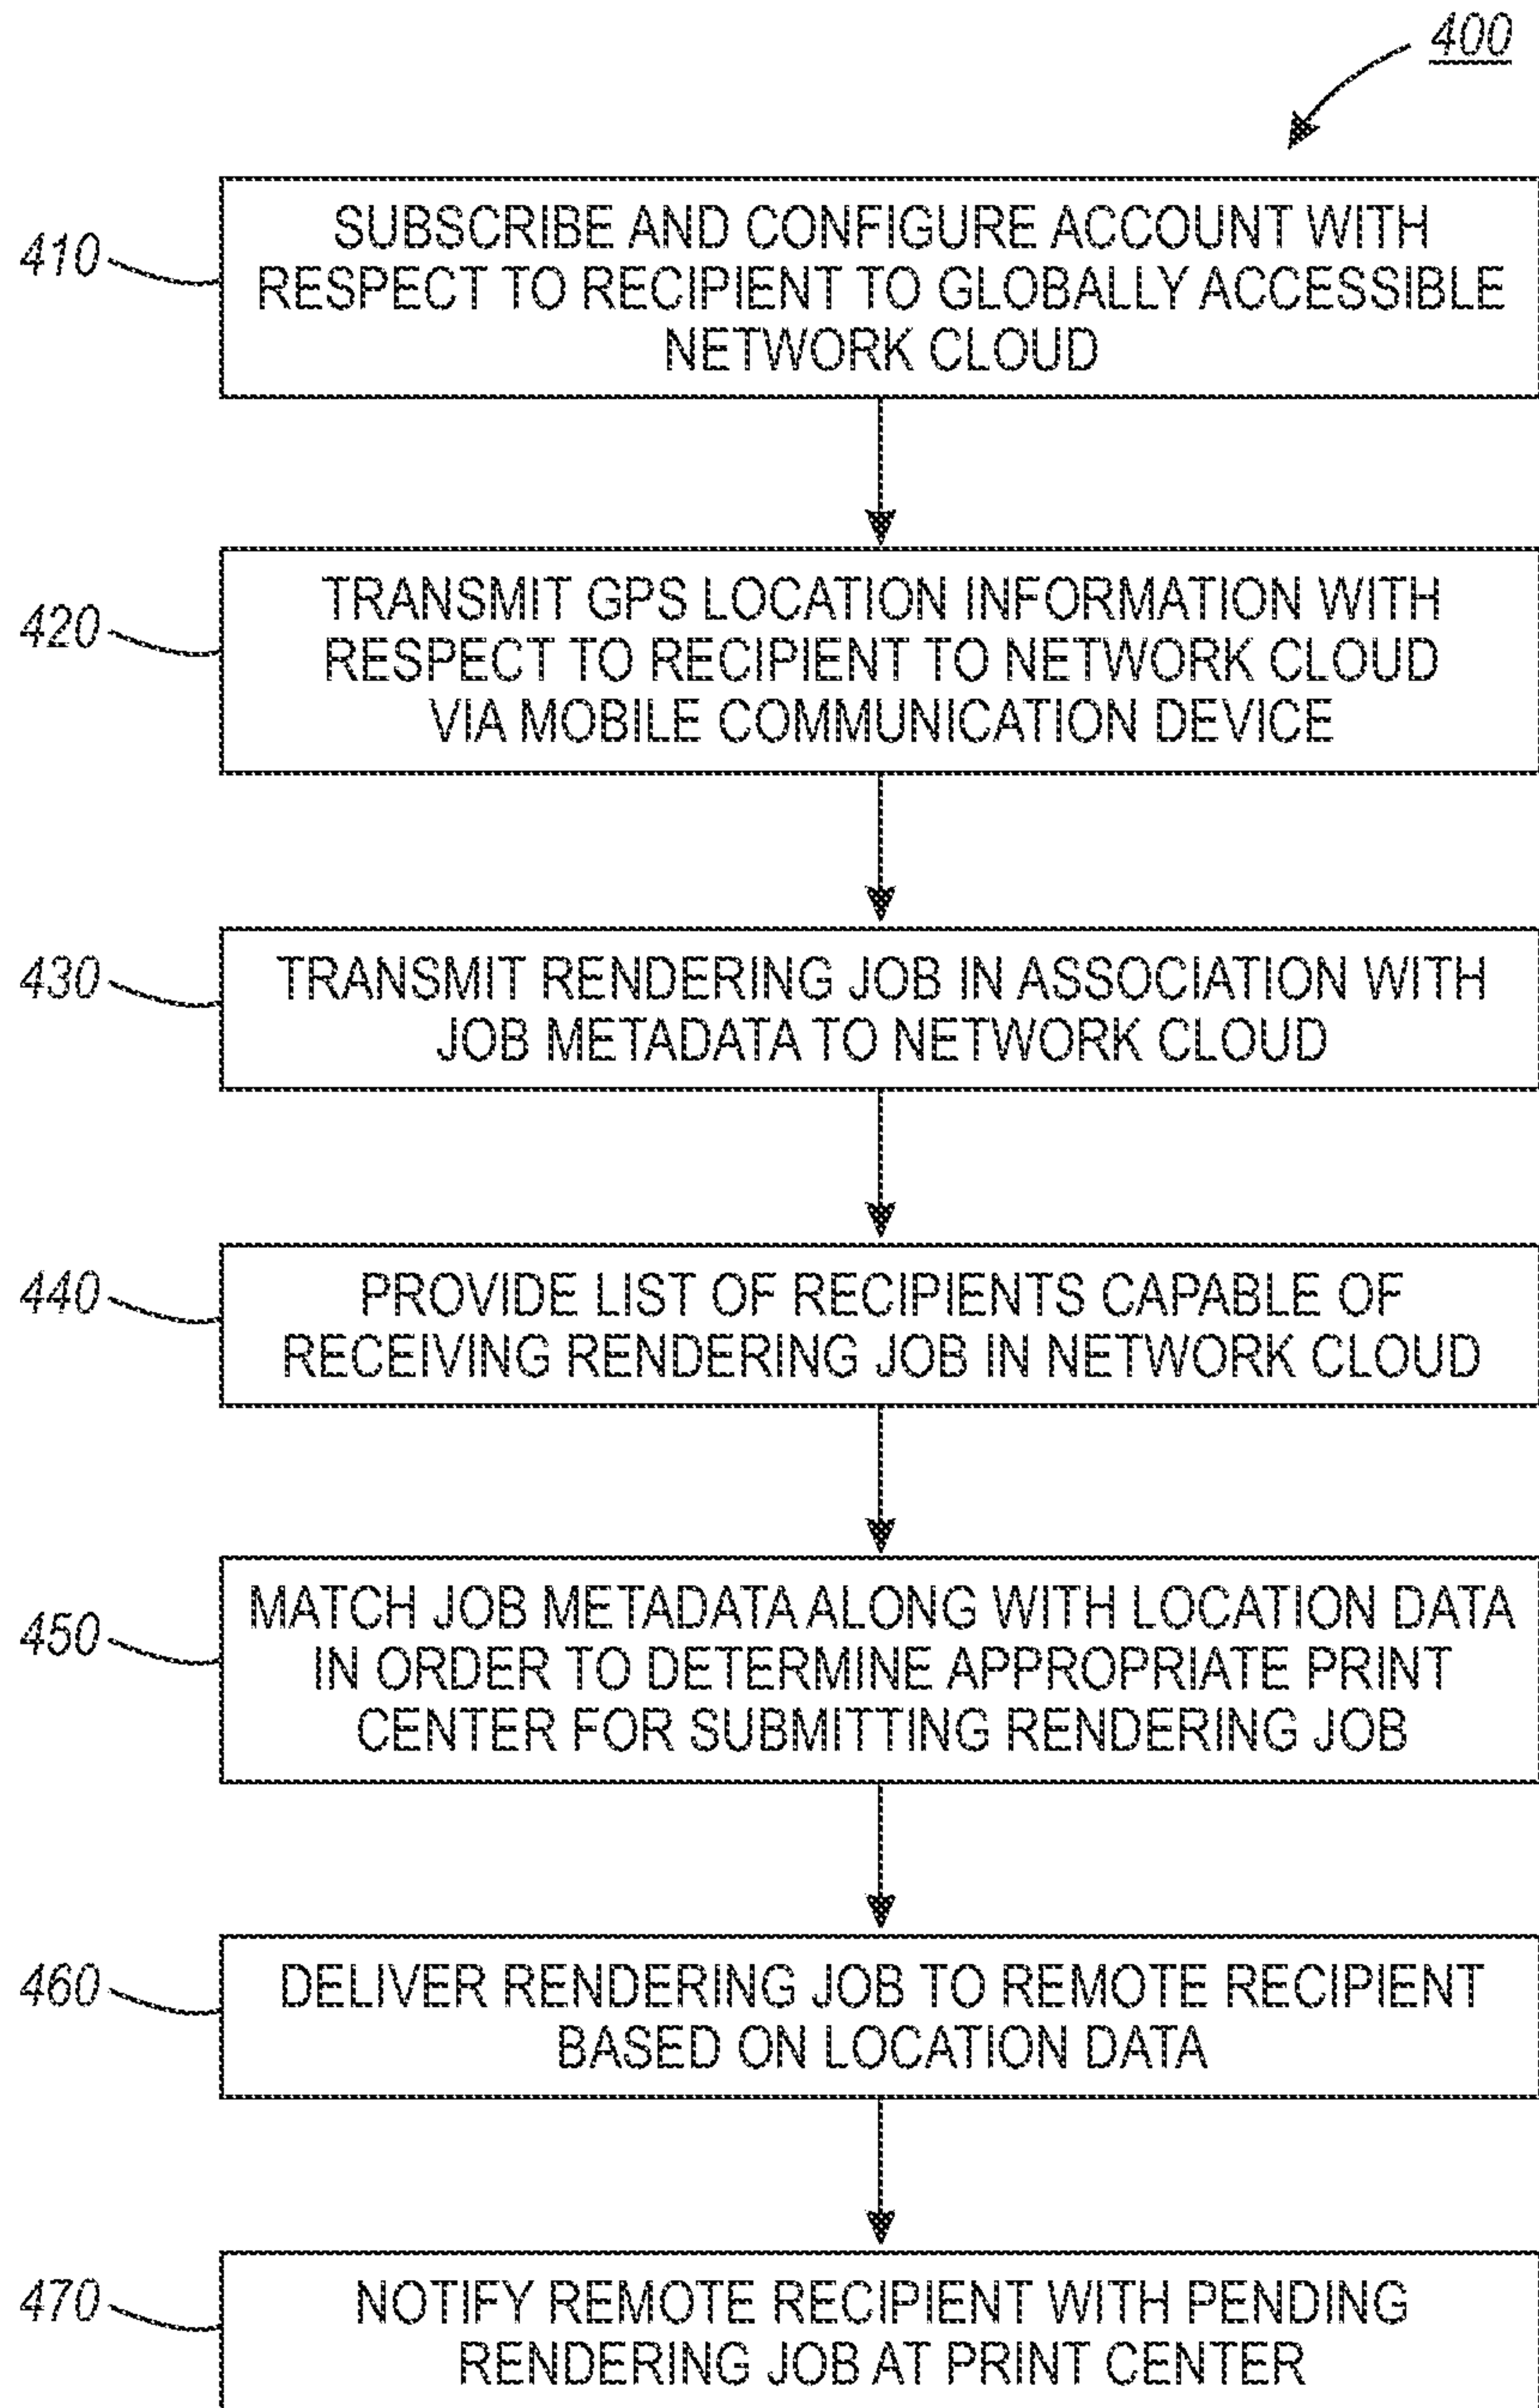 400
410
SUBSCRIBE AND CONFIGURE ACCOUNT WITH
RESPECT TO RECIPIENT TO GLOBALLY ACCESSIBLE
NETWORK CLOUD
420
TRANSMIT GPS LOCATION INFORMATION WITH
RESPECT TO RECIPIENT TO NETWORK CLOUD
VIA MOBILE COMMUNICATION DEVICE
430
TRANSMIT RENDERING JOB IN ASSOCIATION WITH
JOB METADATA TO NETWORK CLOUD
440
PROVIDE LIST OF RECIPIENTS CAPABLE OF
RECEIVING RENDERING JOB IN NETWORK CLOUD
450
MATCH JOB METADATA ALONG WITH LOCATION DATA
IN ORDER TO DETERMINE APPROPRIATE PRINT
CENTER FOR SUBMITTING RENDERING JOB
460
DELIVER RENDERING JOB TO REMOTE RECIPIENT
BASED ON LOCATION DATA
470
NOTIFY REMOTE RECIPIENT WITH PENDING
RENDERING JOB AT PRINT CENTER